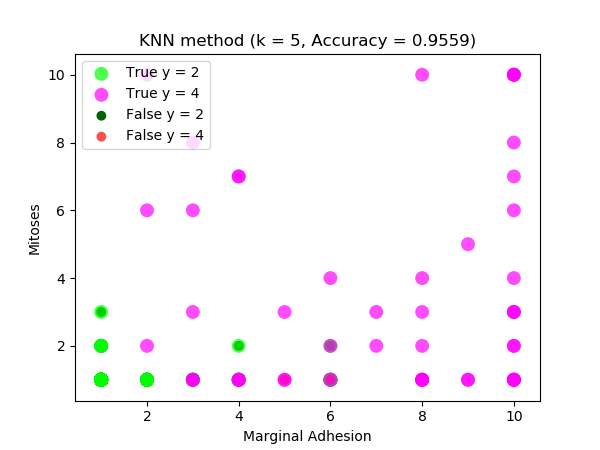 KNN method (k = 5, Accuracy = 0.9559)
True y = 2
True y = 4
False y = 2
False y = 4
10
8
6
4
2
Mitoses
2 4 6 8 10
Marginal Adhesion